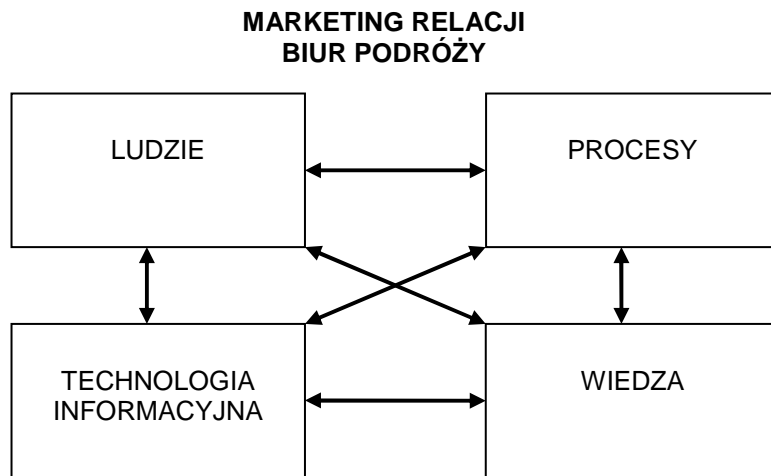 MARKETING RELACJI
BIUR PODRÓŻY
LUDZIE
PROCESY
TECHNOLOGIA
INFORMACYJNA
WIEDZA